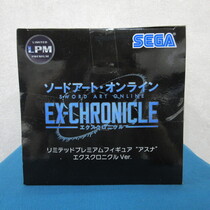 LIMITED
LPM
PREMIUM
SEGA
ソードアート・オンライン
SWORD ART ONLINE
EX-CHRONICLE
エクスクロニクル
リミテッドプレミアムフィギュア "アスナ"
エクスクロニクル Ver.